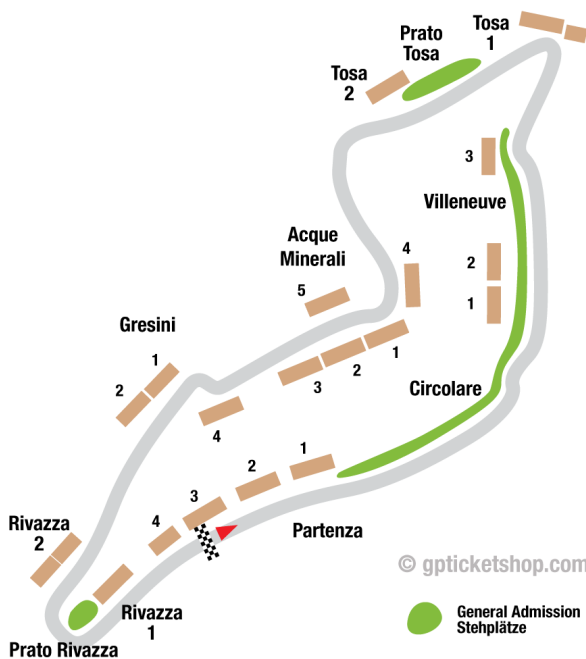 Tosa
1
Prato
Tosa
Tosa
2
3
Villeneuve
Acque
Minerali
4
2
5
1
Gresini
1
2
1
2
3
Circolare
4
1
2
3
4
Partenza
Rivazza
2
Rivazza
1
Prato Rivazza
© gpticketshop.com
General Admission
Stehplätze